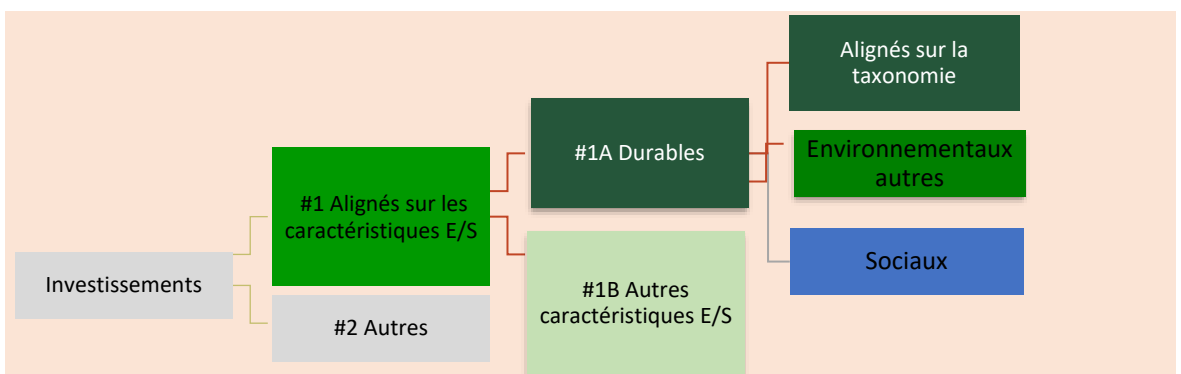 Investissements
#1 Alignés sur les
caractéristiques E/S
#2 Autres
#1A Durables
#1B Autres
caractéristiques E/S
Alignés sur la
taxonomie
Environnementaux
autres
Sociaux